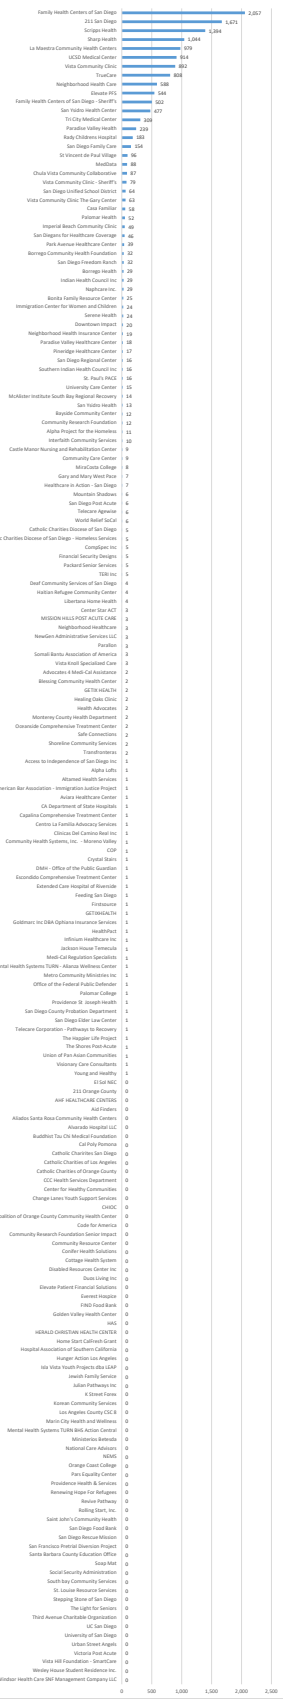 Family Health Centers of San Diego 2,057
211 San Diego 1,671
Scripps Health 1,394
Sharp Health 1,044
La Maestra Community Health Centers 979
UCSD Medical Center 914
Vista Community Clinic 892
TrueCare 808
Neighborhood Health Care 598
Elevate PFS 544
Family Health Centers of San Diego - Sheriff's 502
San Ysidro Health Center 477
Tri City Medical Center 309
Paradise Valley Health 239
Rady Childrens Hospital 183
San Diego Family Care 154
St Vincent de Paul Village 96
MedData 88
Chula Vista Community Collaborative 87
Vista Community Clinic - Sheriff's 79
San Diego Unified School District 64
Vista Community Clinic The Gary Center 63
Casa Familiar 58
Palomar Health 52
Imperial Beach Community Clinic 49
San Diegans for Healthcare Coverage 46
Park Avenue Healthcare Center 39
Borrego Community Health Foundation 32
San Diego Freedom Ranch 32
Borrego Health 29
Indian Health Council Inc 29
Naphcare Inc. 29
Bonita Family Resource Center 25
Immigration Center for Women and Children 24
Serene Health 24
Downtown Impact 20
Neighborhood Health Insurance Center 19
Paradise Valley Healthcare Center 18
Pineridge Healthcare Center 17
San Diego Regional Center 16
Southern Indian Health Council Inc 16
St. Paul's PACE 16
University Care Center 15
McAlister Institute South Bay Regional Recovery 14
San Ysidro Health 13
Bayside Community Center 12
Community Research Foundation 12
Alpha Project for the Homeless 11
Interfaith Community Services 10
Castle Manor Nursing and Rehabilitation Center 9
Community Care Center 9
MiraCosta College 8
Gary and Mary West Pace 7
Healthcare in Action - San Diego 7
Mountain Shadows 6
San Diego Post Acute 6
Telecare Agewise 6
World Relief SoCal 6
Catholic Charities Diocese of San Diego 5
c Charities Diocese of San Diego - Homeless Services 5
CompSpec Inc 5
Financial Security Designs 5
Packard Senior Services 5
TERI Inc 5
Deaf Community Services of San Diego 4
Haitian Refugee Community Center 4
Libertana Home Health 4
Center Star ACT 3
MISSION HILLS POST ACUTE CARE 3
Neighborhood Healthcare 3
NewGen Administrative Services LLC 3
Paradox 3
Somali Bantu Association of America 3
Vista Knoll Specialized Care 3
Advocates 4 Medi-Cal Assistance 2
Blessing Community Health Center 2
GETIX HEALTH 2
Healing Oaks Clinic 2
Health Advocates 2
Monterey County Health Department 2
Oceanside Comprehensive Treatment Center 2
Safe Connections 2
Shoreline Community Services 2
Transfronteras 2
Access to Independence of San Diego Inc 1
Alpha Lofts 1
Altamed Health Services 1
merican Bar Association - Immigration Justice Project 1
Aviara Healthcare Center 1
CA Department of State Hospitals 1
Capalina Comprehensive Treatment Center 1
Centro La Familia Advocacy Services 1
Clinicas Del Camino Real Inc 1
Community Health Systems, Inc. - Moreno Valley 1
COP 1
Crystal Stairs 1
DMH - Office of the Public Guardian 1
Escondido Comprehensive Treatment Center 1
Extended Care Hospital of Riverside 1
Feeding San Diego 1
Firstsource 1
GETIXHEALTH 1
Goldmarc Inc DBA Ophiana Insurance Services 1
HealthPact 1
Infinium Healthcare Inc 1
Jackson House Temecula 1
Medi-Cal Regulation Specialists 1
ntal Health Systems TURN - Alianza Wellness Center 1
Metro Community Ministries Inc 1
Office of the Federal Public Defender 1
Palomar College 1
Providence St Joseph Health 1
San Diego County Probation Department 1
San Diego Elder Law Center 1
Telecare Corporation - Pathways to Recovery 1
The Happier Life Project 1
The Shores Post-Acute 1
Union of Pan Asian Communities 1
Visionary Care Consultants 1
Young and Healthy 1
El Sol NEC 0
211 Orange County 0
AHF HEALTHCARE CENTERS 0
Aid Finders 0
Aliados Santa Rosa Community Health Centers 0
Alvarado Hospital LLC 0
Buddhist Tzu Chi Medical Foundation 0
Cal Poly Pomona 0
Catholic Charirites San Diego 0
Catholic Charities of Los Angeles 0
Catholic Charities of Orange County 0
CCC Health Services Department 0
Center for Healthy Communities 0
Change Lanes Youth Support Services 0
CHIOC 0
oalition of Orange County Community Health Center 0
Code for America 0
Community Research Foundation Senior Impact 0
Community Resource Center 0
Conifer Health Solutions 0
Cottage Health System 0
Disabled Resources Center Inc 0
Duas Living Inc 0
Elevate Patient Financial Solutions 0
Everest Hospice 0
FIND Food Bank 0
Golden Valley Health Center 0
HAS 0
HERALD CHRISTIAN HEALTH CENTER 0
Home Start CalFresh Grant 0
Hospital Association of Southern California 0
Hunger Action Los Angeles 0
Isla Vista Youth Projects dba LEAP 0
Jewish Family Service 0
Julian Pathways Inc 0
K Street Forex 0
Korean Community Services 0
Los Angeles County CSC II 0
Marin City Health and Wellness 0
Mental Health Systems TURN BHS Action Central 0
Ministerios Betesda 0
National Care Advisors 0
NEMS 0
Orange Coast College 0
Pars Equality Center 0
Providence Health & Services 0
Renewing Hope For Refugees 0
Revive Pathway 0
Rolling Start, Inc. 0
Saint John's Community Health 0
San Diego Food Bank 0
San Diego Rescue Mission 0
San Francisco Pretrial Diversion Project 0
Santa Barbara County Education Office 0
Soap Mat 0
Social Security Administration 0
South bay Community Services 0
St. Louise Resource Services 0
Stepping Stone of San Diego 0
The Light for Seniors 0
Third Avenue Charitable Organization 0
UC San Diego 0
University of San Diego 0
Urban Street Angels 0
Victoria Post Acute 0
Vista Hill Foundation - SmartCare 0
Wesley House Student Residence Inc. 0
Windsor Health Care SNF Management Company LLC 0
0 500 1,000 1,500 2,000 2,500